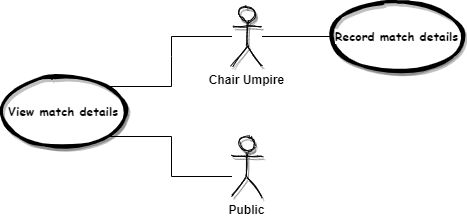 Record match details
Chair Umpire
View match details
Public